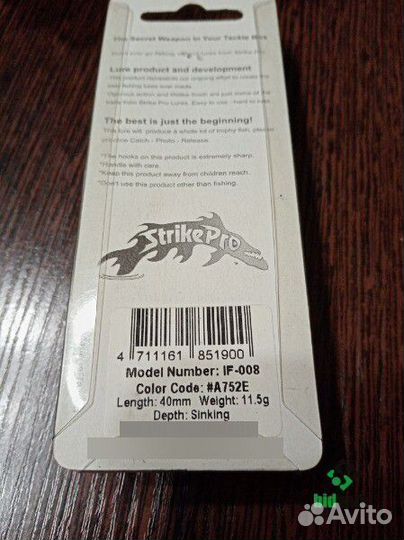 The Secret Weapon in Your Tackle Box
Lure product and development
The best is just the beginning!
This lure will produce a whole lot of trophy fish, please
practice Catch - Photo - Release.
*The hooks on this product is extremely sharp.
*Handle with care.
*Keep this product away from children reach.
*Don't use this product other than fishing.
Strike Pro
4 711161 851900
Model Number: IF-008
Color Code: #A752E
Length: 40mm Weight: 11.5g
Depth: Sinking
bid
Avito